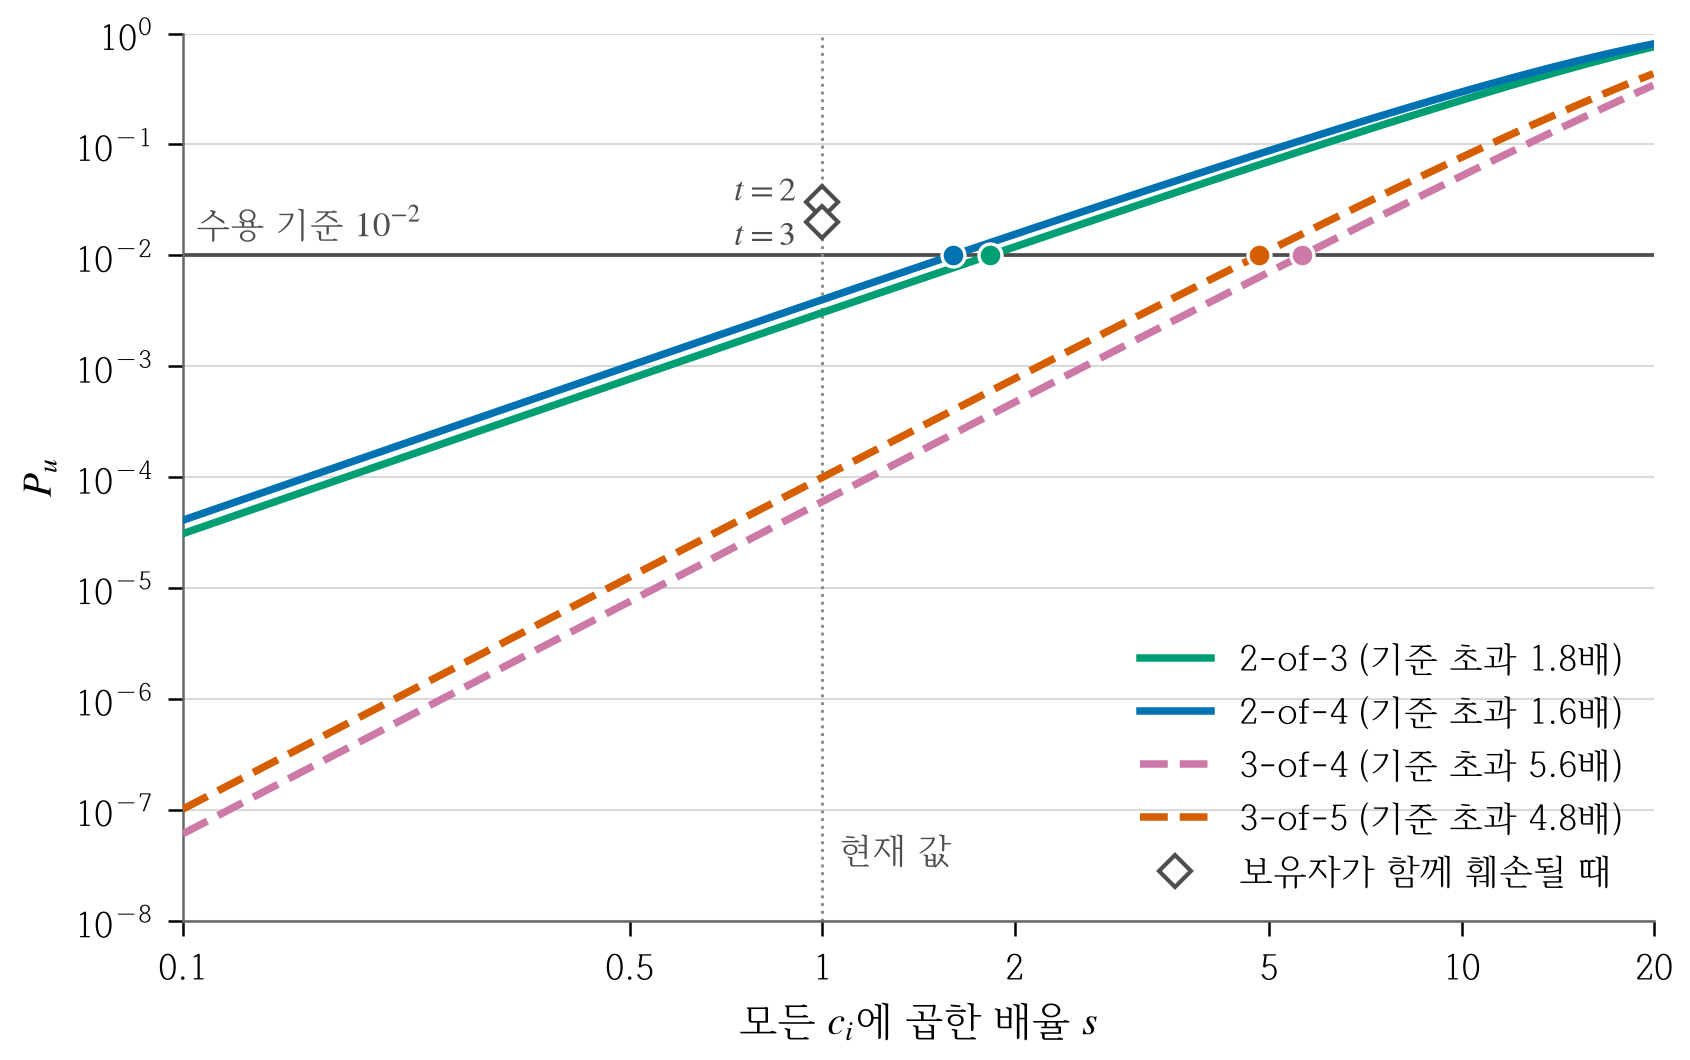 10⁰
10⁻¹
10⁻²
10⁻³
10⁻⁴
10⁻⁵
10⁻⁶
10⁻⁷
10⁻⁸
Pᵤ
수용 기준 10⁻²
t = 2
t = 3
현재 값
2-of-3 (기준 초과 1.8배)
2-of-4 (기준 초과 1.6배)
3-of-4 (기준 초과 5.6배)
3-of-5 (기준 초과 4.8배)
보유자가 함께 훼손될 때
0.1 0.5 1 2 5 10 20
모든 cᵢ에 곱한 배율 s